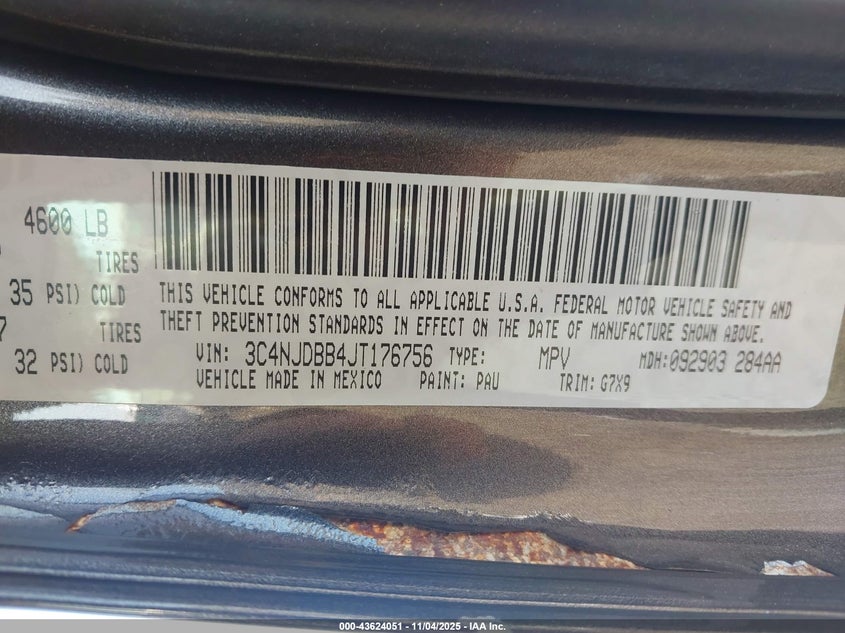 4600 LB
TIRES
35 PSI) COLD
7 TIRES
32 PSI) COLD
THIS VEHICLE CONFORMS TO ALL APPLICABLE U.S.A. FEDERAL MOTOR VEHICLE SAFETY AND
THEFT PREVENTION STANDARDS IN EFFECT ON THE DATE OF MANUFACTURE SHOWN ABOVE.
VIN: 3C4NJDBB4JT176756 TYPE: MPV MDH:092903 284AA
VEHICLE MADE IN MEXICO PAINT: PAU TRIM: G7X9
000-43624051 - 11/04/2025 - IAA Inc.